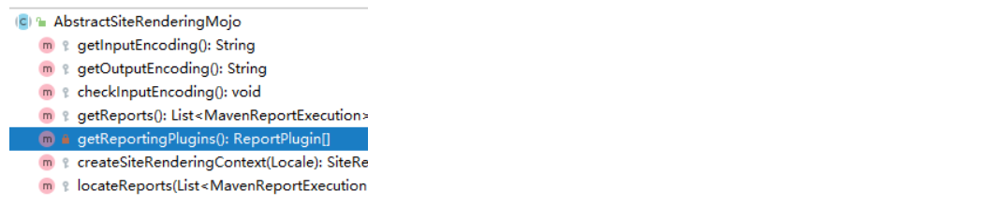 AbstractSiteRenderingMojo
getInputEncoding(): String
getOutputEncoding(): String
checkInputEncoding(): void
getReports(): List<MavenReportExecution>
getReportingPlugins(): ReportPlugin[]
createSiteRenderingContext(Locale): SiteRe
locateReports(List<MavenReportExecution